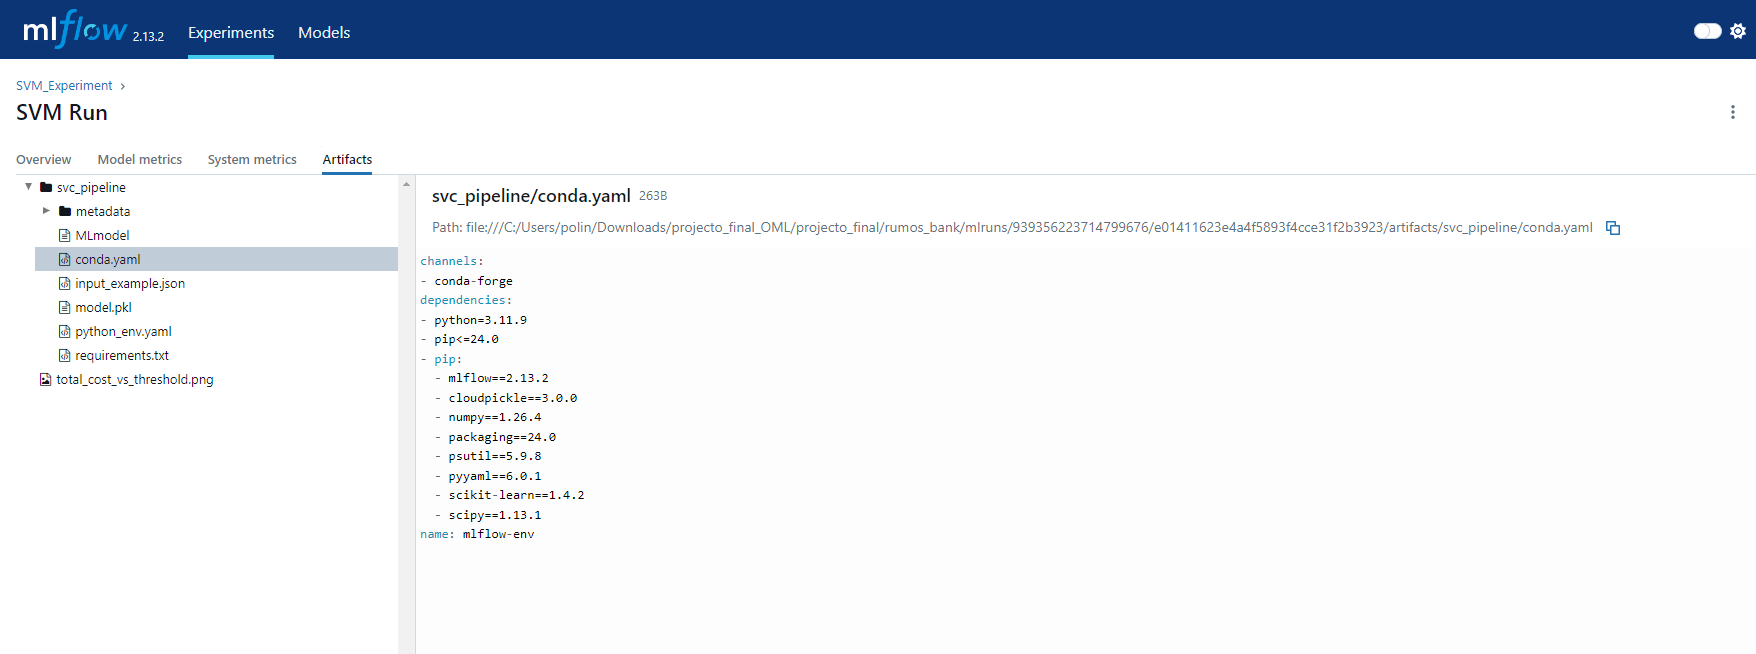 mlflow 2.13.2 Experiments Models
SVM_Experiment ›
SVM Run
Overview Model metrics System metrics Artifacts
svc_pipeline
metadata
MLmodel
conda.yaml
input_example.json
model.pkl
python_env.yaml
requirements.txt
total_cost_vs_threshold.png
svc_pipeline/conda.yaml 263B
Path: file:///C:/Users/polin/Downloads/projecto_final_OML/projecto_final/rumos_bank/mlruns/939356223714799676/e01411623e4a4f5893f4cce31f2b3923/artifacts/svc_pipeline/conda.yaml
channels:
- conda-forge
dependencies:
- python=3.11.9
- pip<=24.0
- pip:
  - mlflow==2.13.2
  - cloudpickle==3.0.0
  - numpy==1.26.4
  - packaging==24.0
  - psutil==5.9.8
  - pyyaml==6.0.1
  - scikit-learn==1.4.2
  - scipy==1.13.1
name: mlflow-env